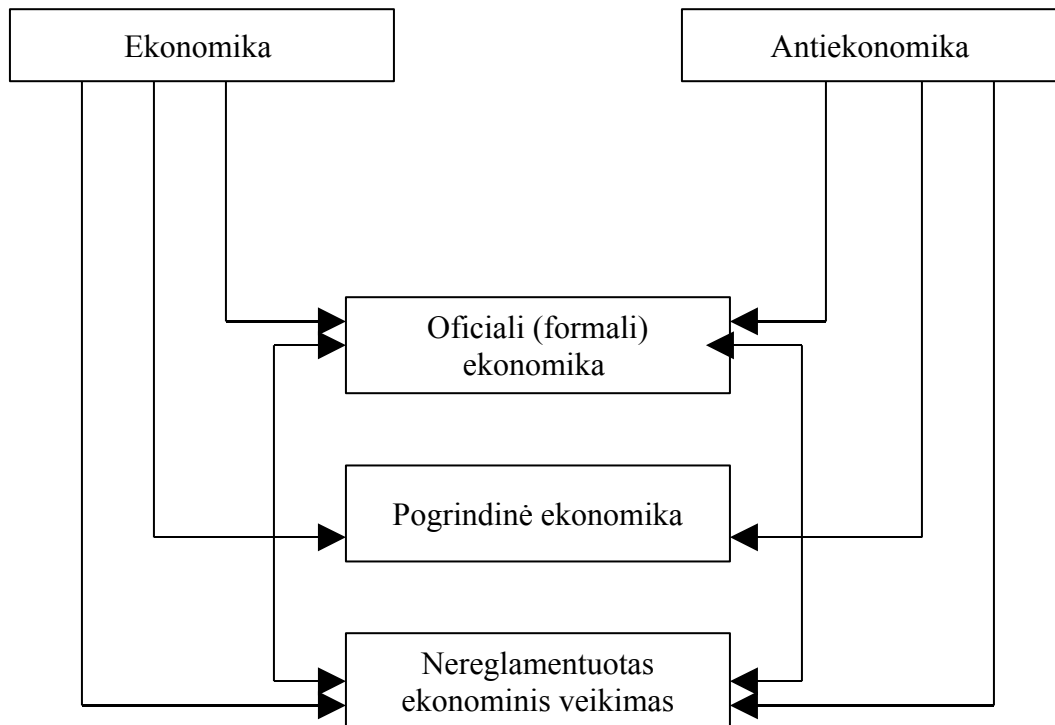 Ekonomika
Antiekonomika
Oficiali (formali)
ekonomika
Pogrindinė ekonomika
Nereglamentuotas
ekonominis veikimas